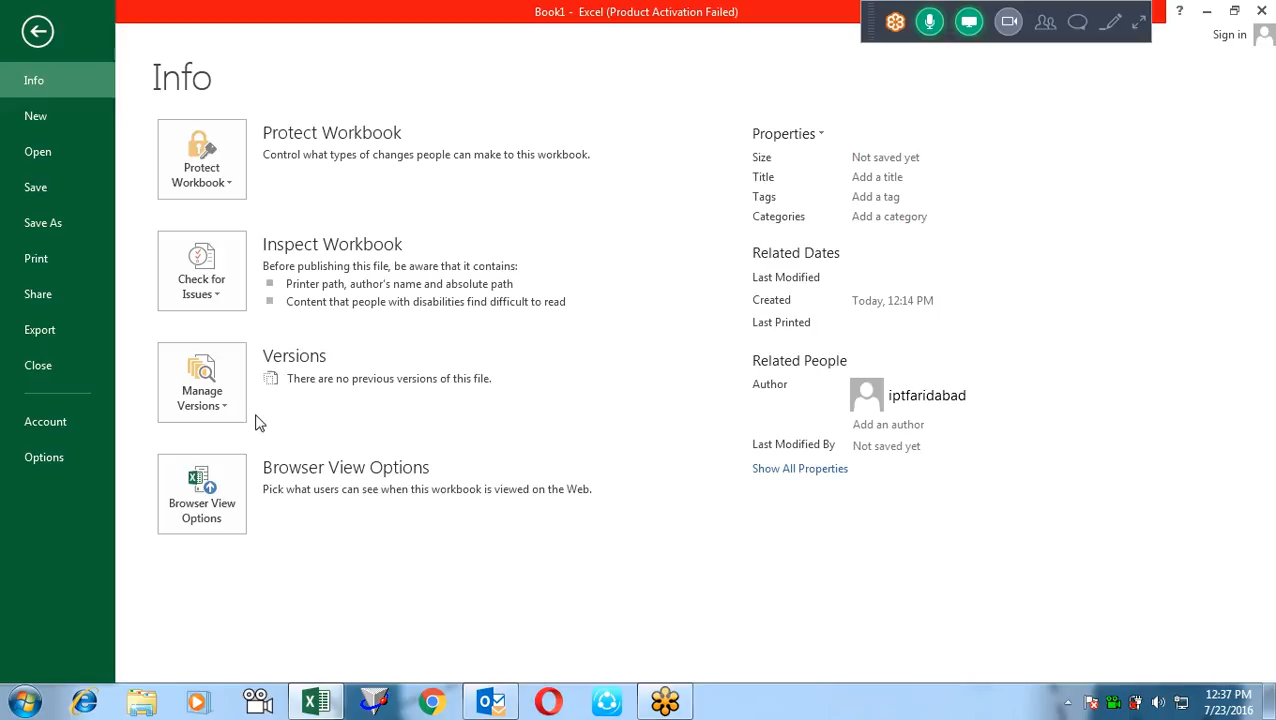 Book1 - Excel (Product Activation Failed)
?
Sign in
Info
New
Open
Save
Save As
Print
Share
Export
Close
Account
Options
Info
Protect Workbook
Protect Workbook
Control what types of changes people can make to this workbook.
Check for Issues
Inspect Workbook
Before publishing this file, be aware that it contains:
Printer path, author's name and absolute path
Content that people with disabilities find difficult to read
Manage Versions
Versions
There are no previous versions of this file.
Browser View Options
Browser View Options
Pick what users can see when this workbook is viewed on the Web.
Properties
Size Not saved yet
Title Add a title
Tags Add a tag
Categories Add a category
Related Dates
Last Modified
Created Today, 12:14 PM
Last Printed
Related People
Author iptfaridabad
Add an author
Last Modified By Not saved yet
Show All Properties
12:37 PM
7/23/2016